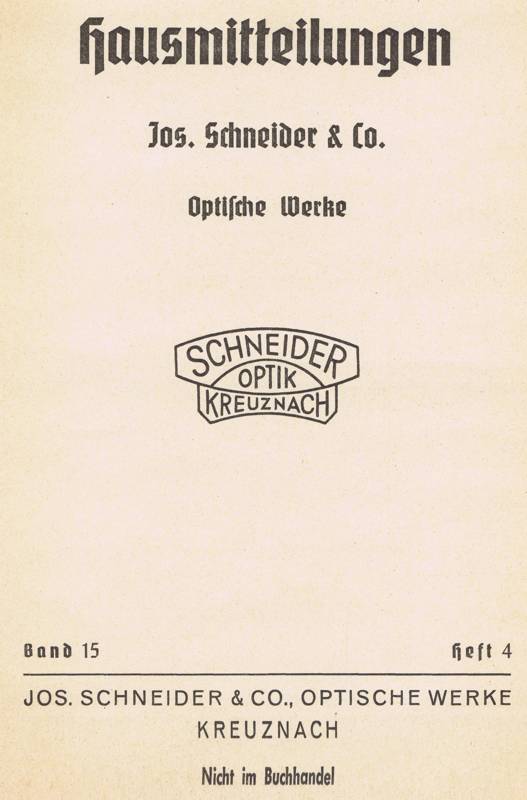 Hausmitteilungen
Jos. Schneider & Co.
Optische Werke
SCHNEIDER
OPTIK
KREUZNACH
Band 15 Heft 4
JOS. SCHNEIDER & CO., OPTISCHE WERKE
KREUZNACH
Nicht im Buchhandel